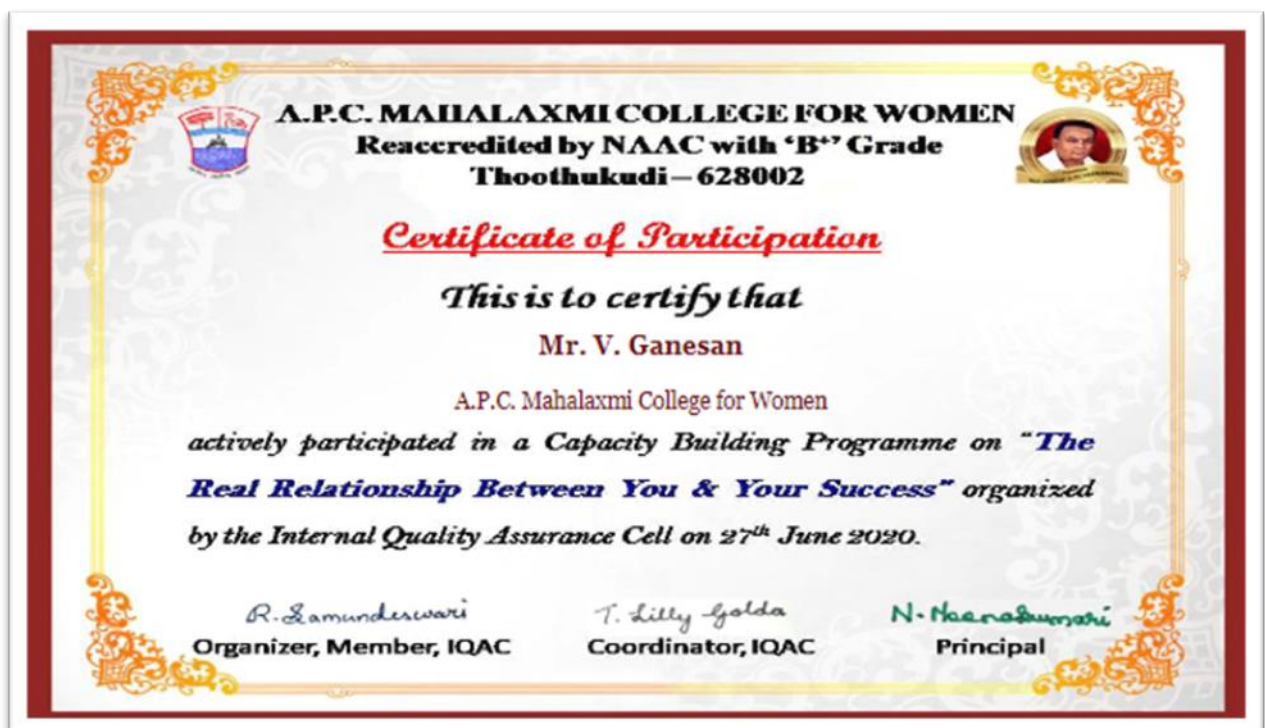 A.P.C. MAHALAXMI COLLEGE FOR WOMEN
Reaccredited by NAAC with ‘B+’ Grade
Thoothukudi – 628002
Certificate of Participation
This is to certify that
Mr. V. Ganesan
A.P.C. Mahalaxmi College for Women
actively participated in a Capacity Building Programme on “The
Real Relationship Between You & Your Success” organized
by the Internal Quality Assurance Cell on 27th June 2020.
R. Samundeswari T. Lilly Golda N. Meenakumari
Organizer, Member, IQAC Coordinator, IQAC Principal